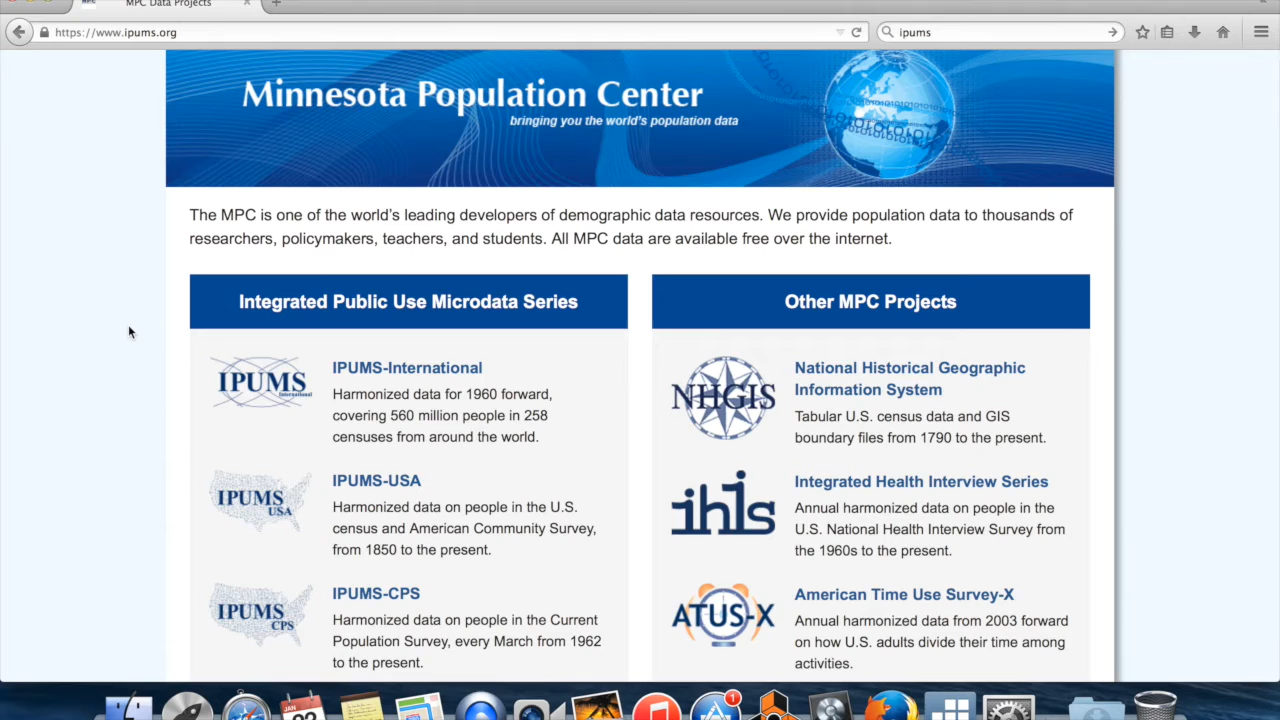 MPC Data Projects
https://www.ipums.org
ipums
Minnesota Population Center
bringing you the world's population data
The MPC is one of the world's leading developers of demographic data resources. We provide population data to thousands of
researchers, policymakers, teachers, and students. All MPC data are available free over the internet.
Integrated Public Use Microdata Series
IPUMS
International
IPUMS-International
Harmonized data for 1960 forward,
covering 560 million people in 258
censuses from around the world.
IPUMS
USA
IPUMS-USA
Harmonized data on people in the U.S.
census and American Community Survey,
from 1850 to the present.
IPUMS
CPS
IPUMS-CPS
Harmonized data on people in the Current
Population Survey, every March from 1962
to the present.
Other MPC Projects
NHGIS
National Historical Geographic
Information System
Tabular U.S. census data and GIS
boundary files from 1790 to the present.
ihis
Integrated Health Interview Series
Annual harmonized data on people in the
U.S. National Health Interview Survey from
the 1960s to the present.
ATUS-X
American Time Use Survey-X
Annual harmonized data from 2003 forward
on how U.S. adults divide their time among
activities.
JAN
1